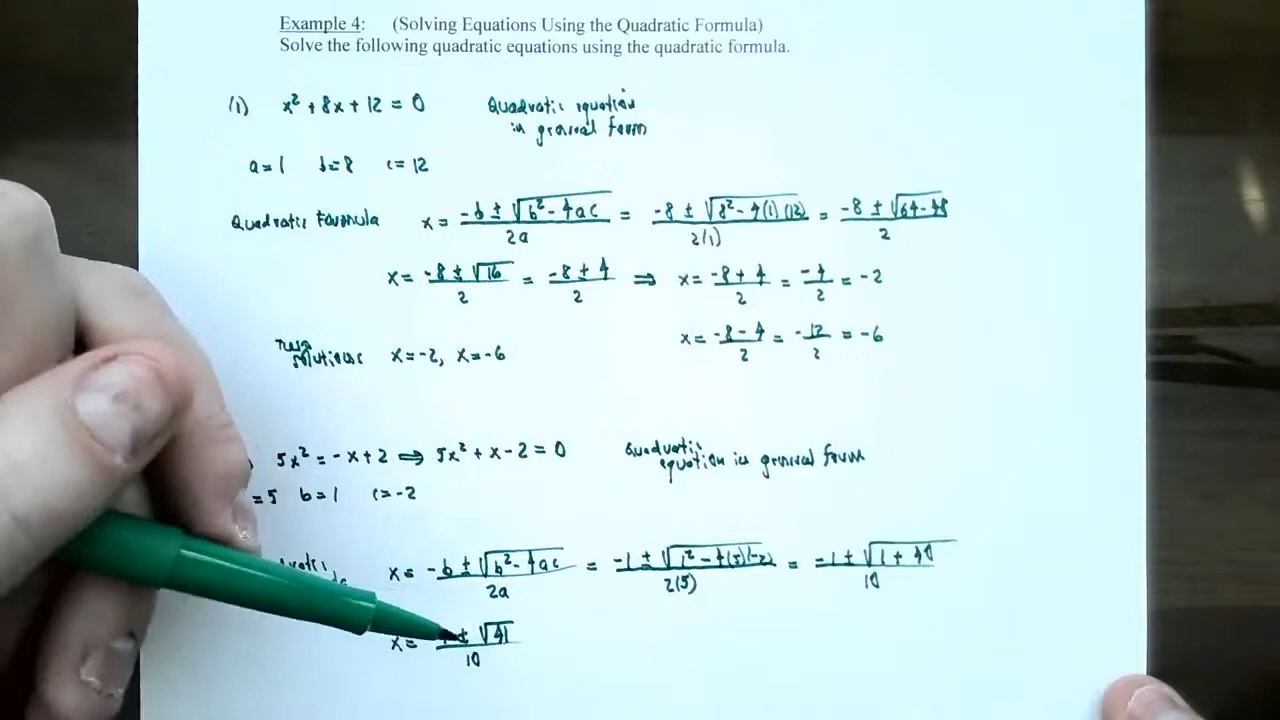 Example 4: (Solving Equations Using the Quadratic Formula)
Solve the following quadratic equations using the quadratic formula.
(1) x² + 8x + 12 = 0 Quadratic equation
in general form
a=1 b=8 c=12
Quadratic Formula x = (-b ± √(b² - 4ac))/2a = (-8 ± √(8² - 4(1)(12)))/2(1) = (-8 ± √(64-48))/2
x = (-8 ± √16)/2 = (-8 ± 4)/2 ⇒ x = (-8 + 4)/2 = -4/2 = -2
x = (-8 - 4)/2 = -12/2 = -6
solutions x=-2, x=-6
5x² = -x+2 ⇒ 5x² + x - 2 = 0 Quadratic
equation in general form
=5 b=1 c=-2
x = (-b ± √(b² - 4ac))/2a = (-1 ± √(1² - 4(5)(-2)))/2(5) = (-1 ± √(1 + 40))/10
x = ± √41/10